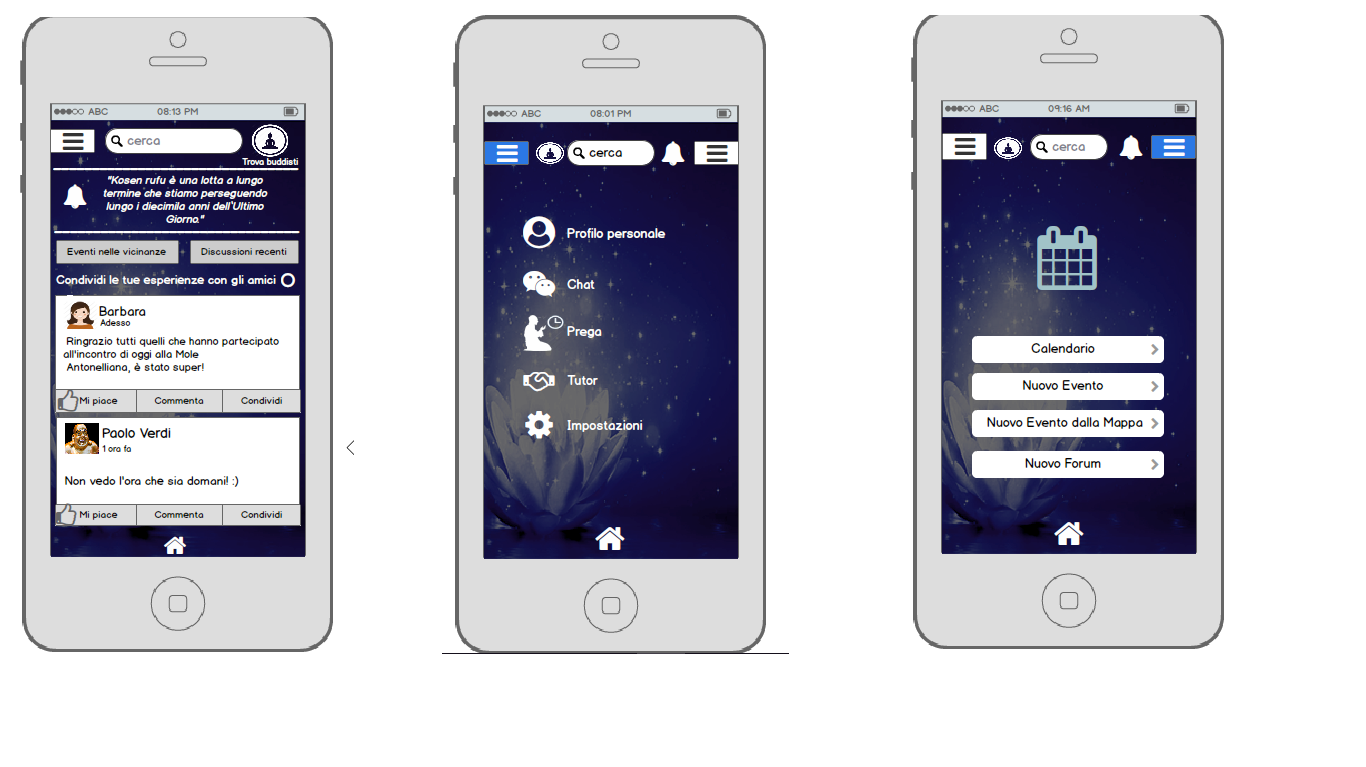 ABC 08:13 PM
cerca
Trova buddisti
"Kosen rufu è una lotta a lungo
termine che stiamo perseguendo
lungo i diecimila anni dell'Ultimo
Giorno."
Eventi nelle vicinanze Discussioni recenti
Condividi le tue esperienze con gli amici
Barbara
Adesso
Ringrazio tutti quelli che hanno partecipato
all'incontro di oggi alla Mole
Antonelliana, è stato super!
Mi piace Commenta Condividi
Paolo Verdi
1 ora fa
Non vedo l'ora che sia domani! :)
Mi piace Commenta Condividi
ABC 08:01 PM
cerca
Profilo personale
Chat
Prega
Tutor
Impostazioni
ABC 09:16 AM
cerca
Calendario
Nuovo Evento
Nuovo Evento dalla Mappa
Nuovo Forum